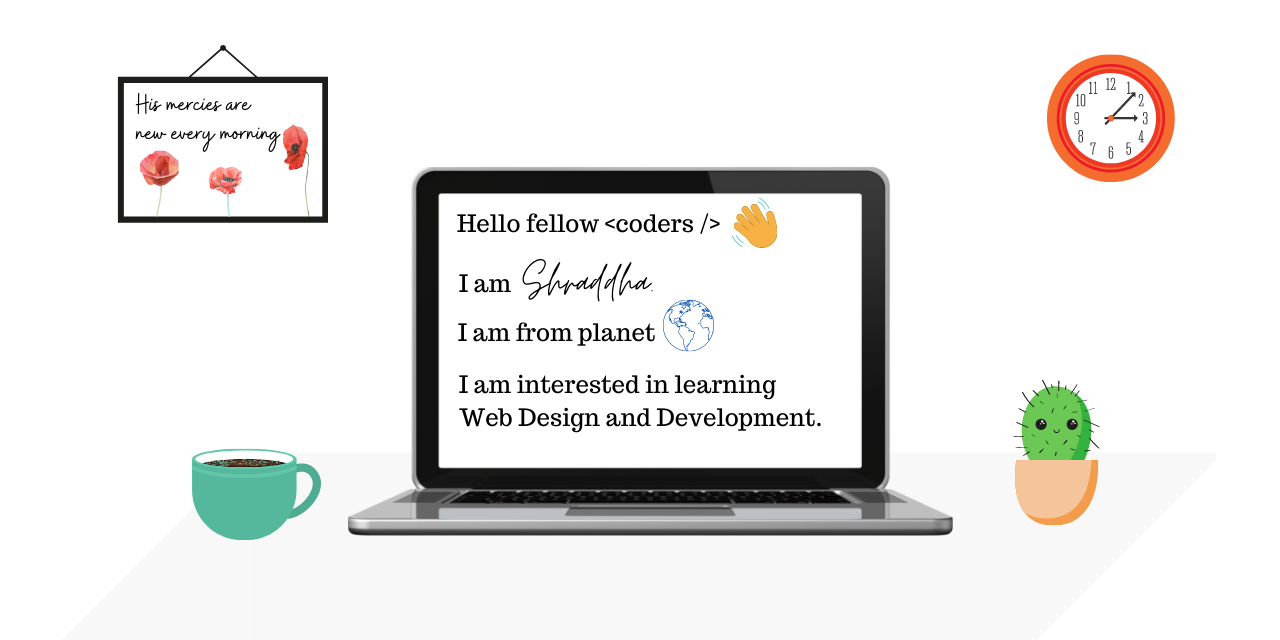 His mercies are
new every morning
11 12 1
10 2
9 3
8 4
7 6 5
Hello fellow <coders />
I am Shraddha.
I am from planet
I am interested in learning
Web Design and Development.